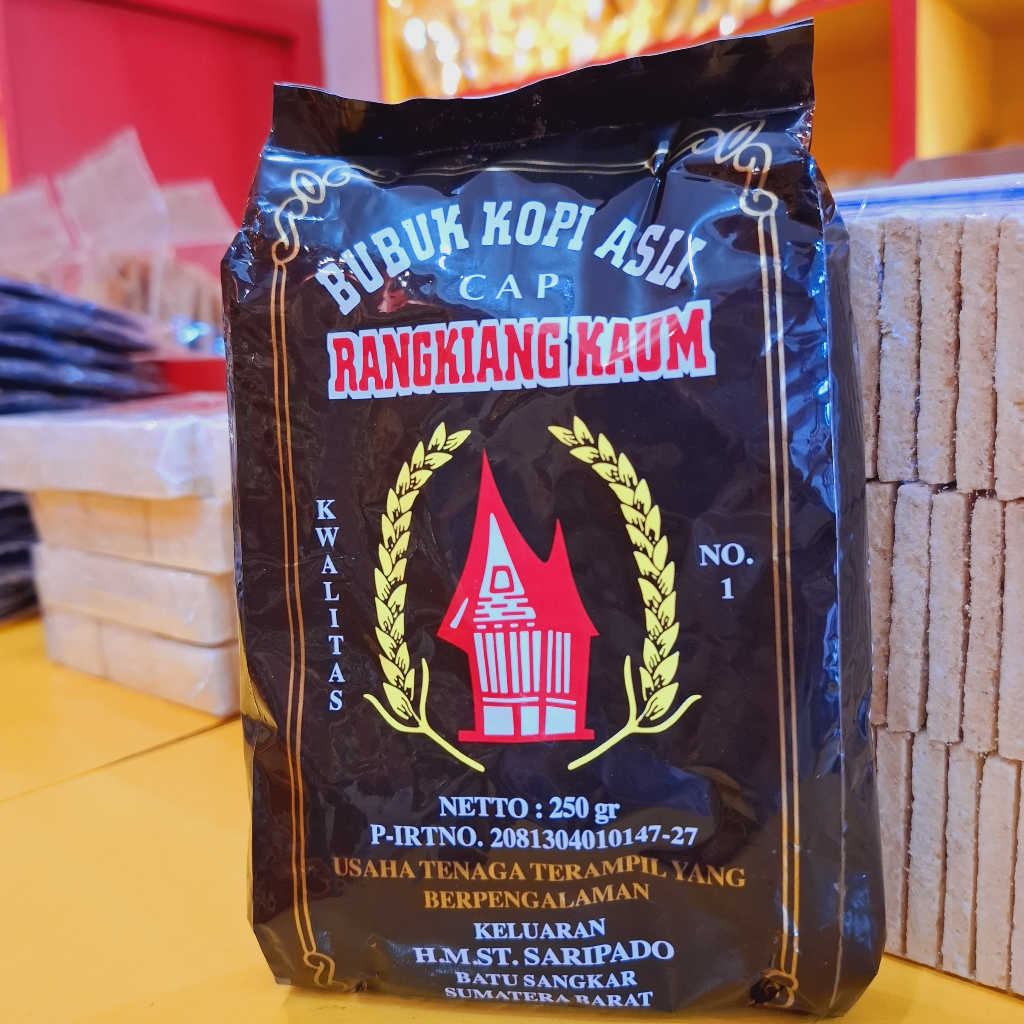 BUBUK KOPI ASLI
CAP
RANGKIANG KAUM
KWALITAS
NO.
1
NETTO : 250 gr
P-IRTNO. 2081304010147-27
USAHA TENAGA TERAMPIL YANG
BERPENGALAMAN
KELUARAN
H.M.ST. SARIPADO
BATU SANGKAR
SUMATERA BARAT